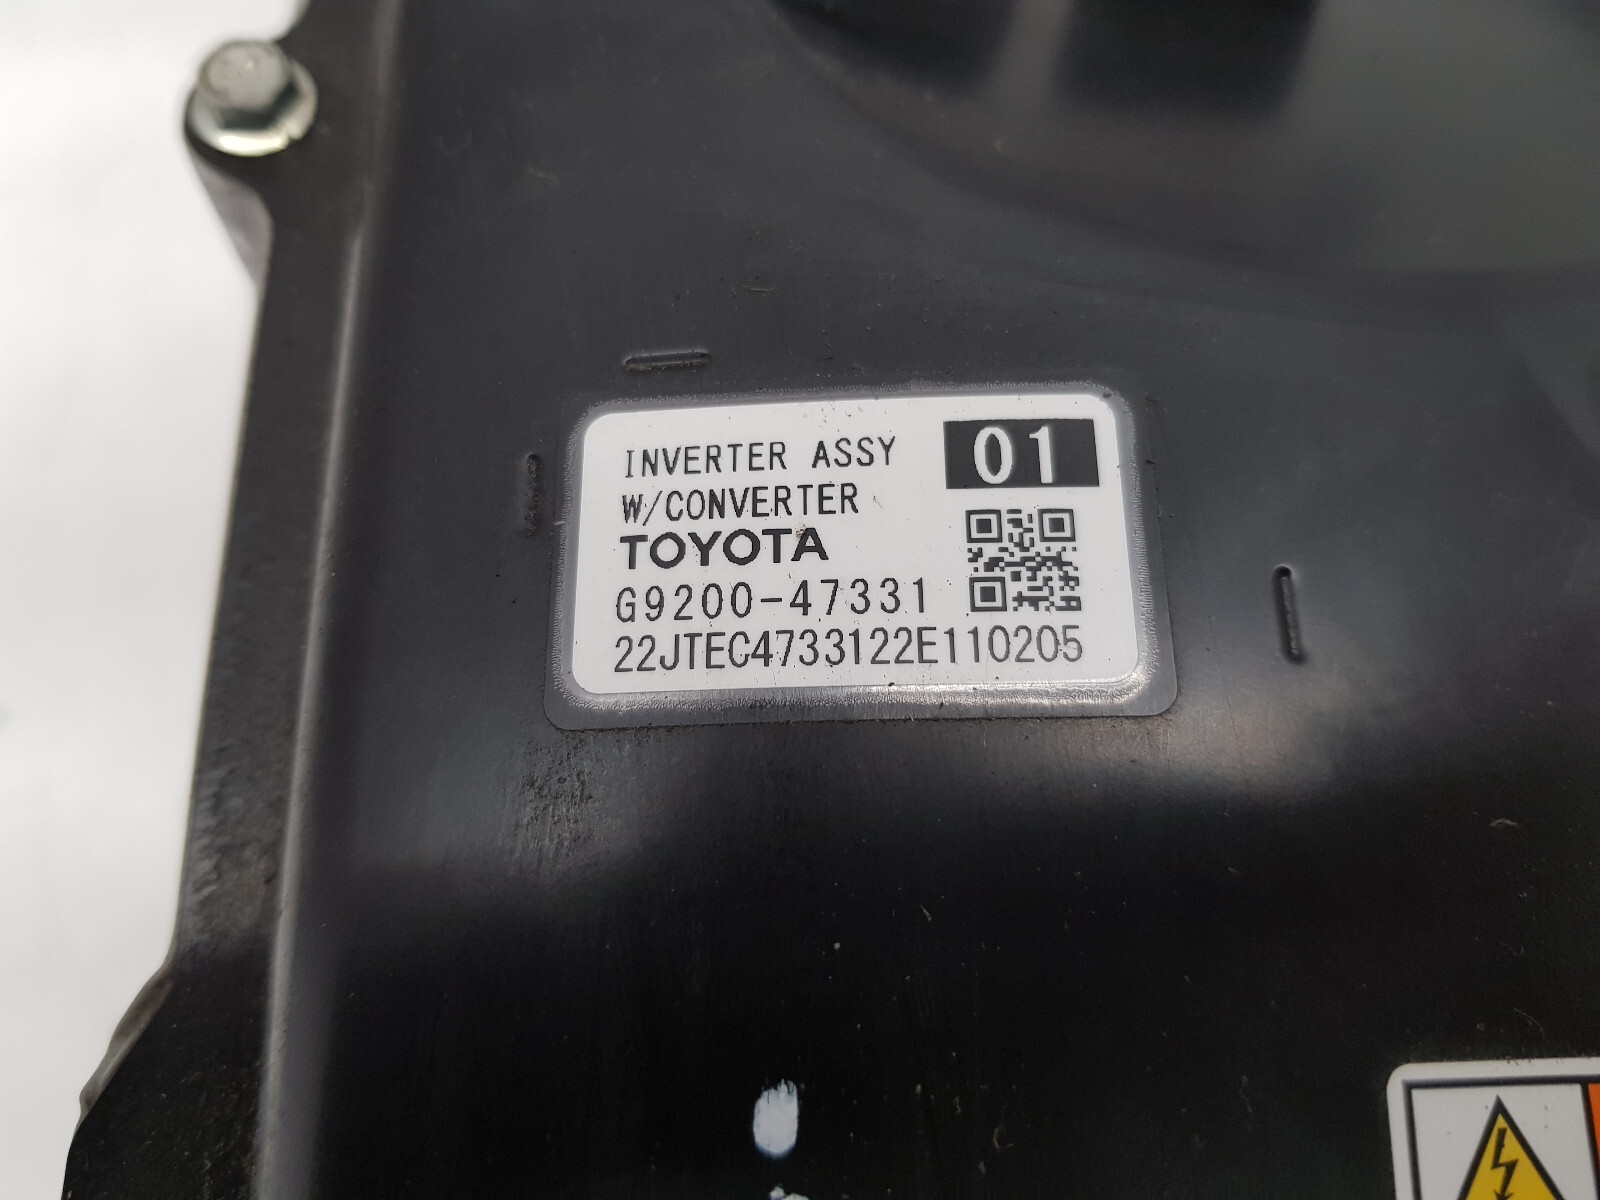 INVERTER ASSY 01
W/CONVERTER
TOYOTA
G9200-47331
22JTEC4733122E110205